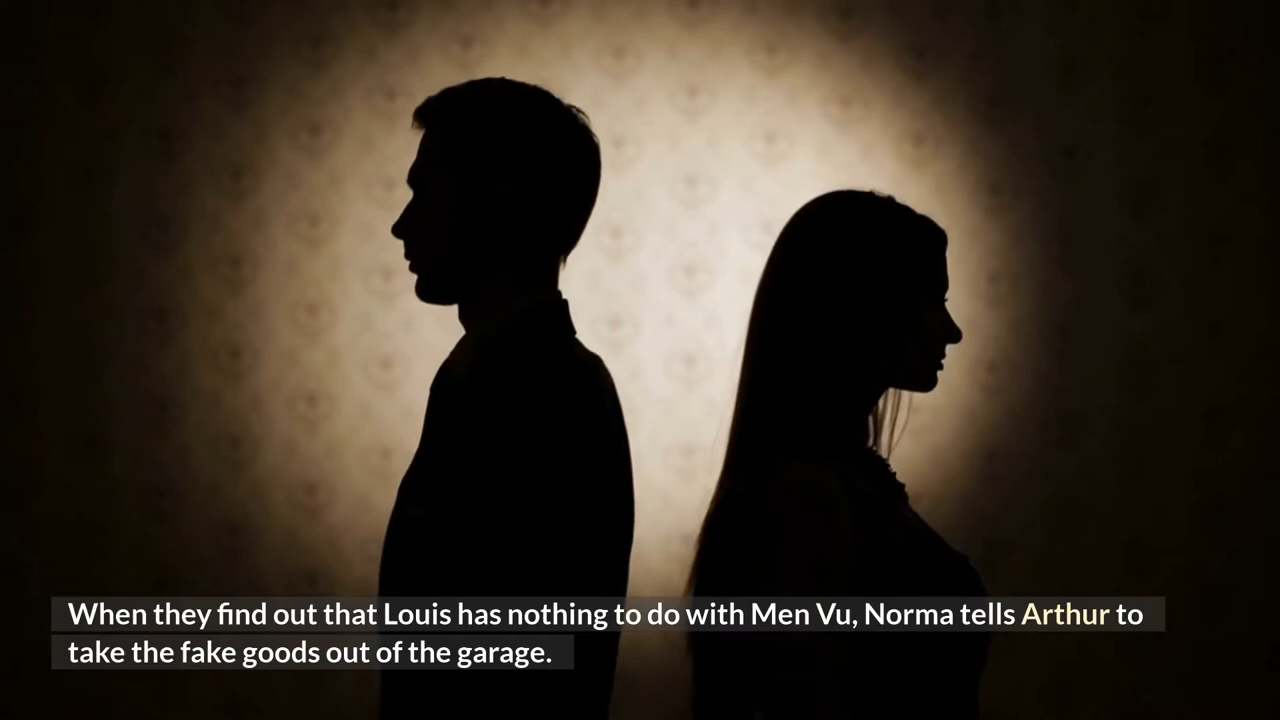 When they find out that Louis has nothing to do with Men Vu, Norma tells Arthur to
take the fake goods out of the garage.